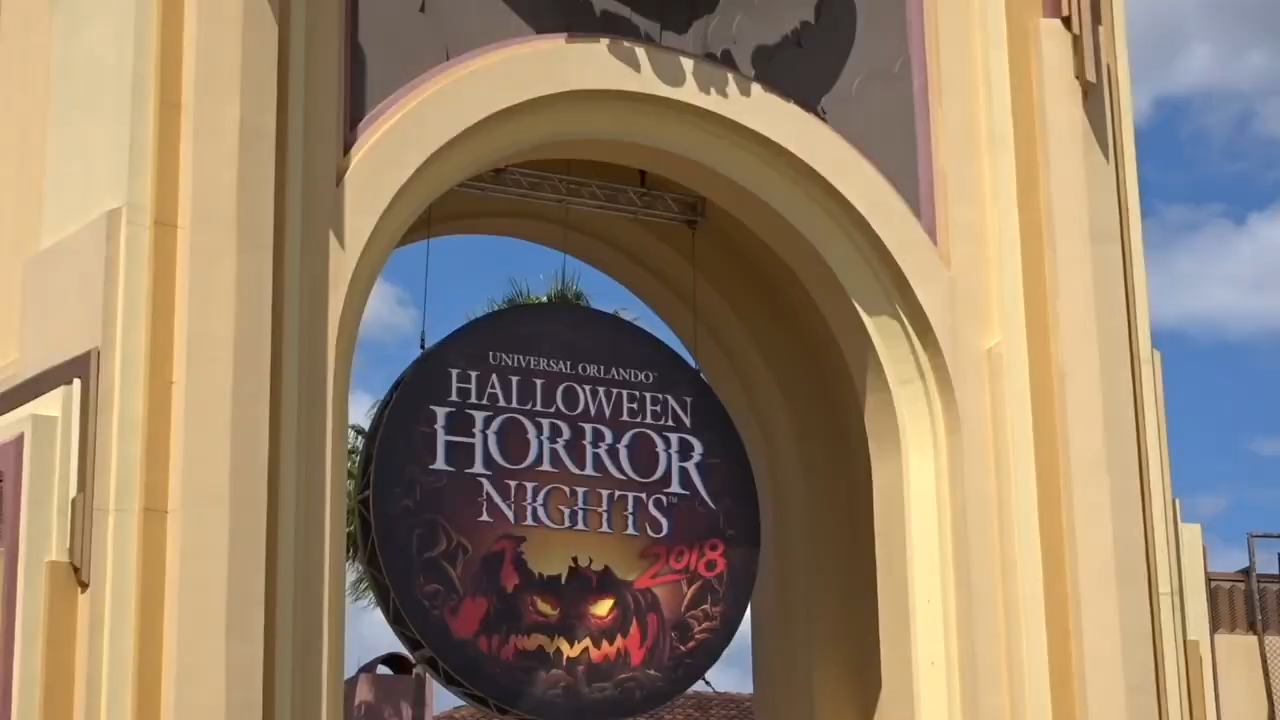 UNIVERSAL ORLANDO™
HALLOWEEN
HORROR
NIGHTS™
2018